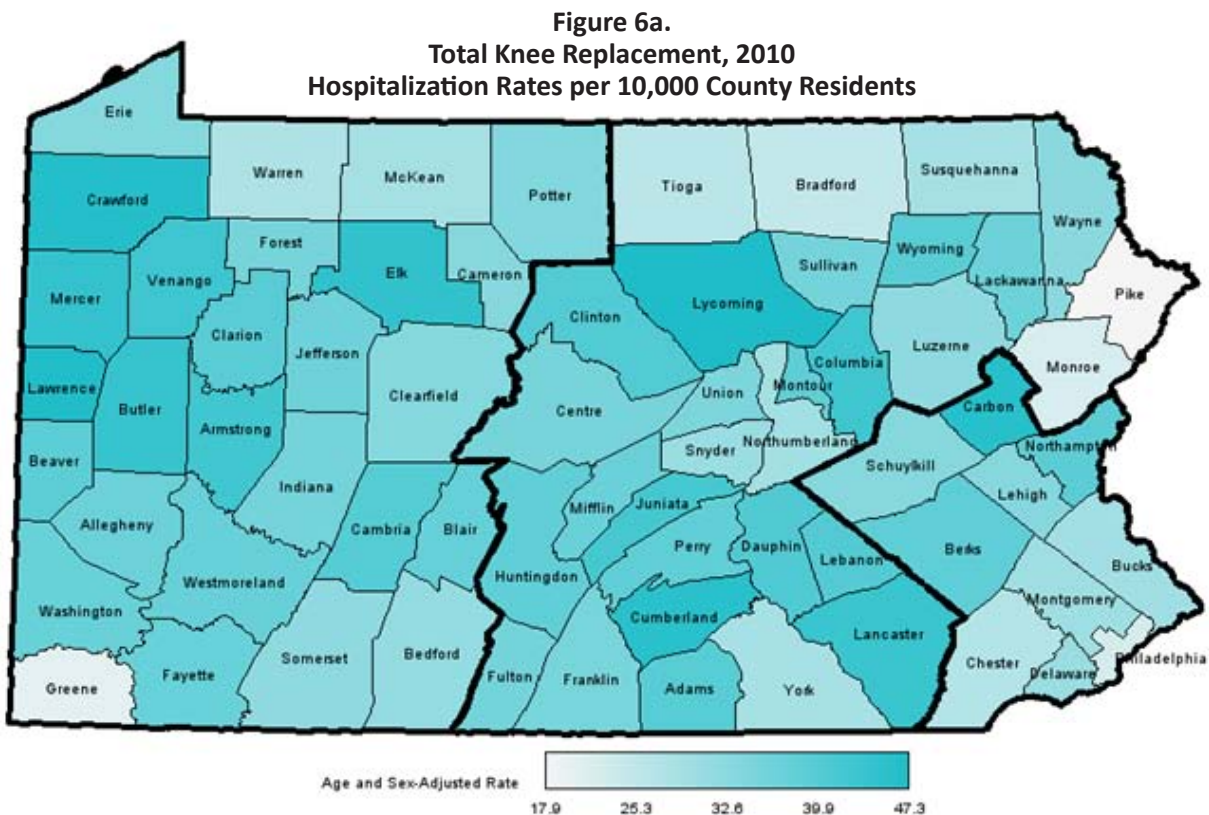 Figure 6a.
Total Knee Replacement, 2010
Hospitalization Rates per 10,000 County Residents
Erie
Warren
McKean
Potter
Tioga
Bradford
Susquehanna
Wayne
Crawford
Forest
Elk
Cameron
Sullivan
Wyoming
Lackawanna
Pike
Mercer
Venango
Clarion
Jefferson
Clinton
Lycoming
Columbia
Luzerne
Monroe
Lawrence
Butler
Armstrong
Clearfield
Centre
Union
Montour
Carbon
Snyder
Northumberland
Northampton
Beaver
Indiana
Schuylkill
Lehigh
Allegheny
Cambria
Blair
Mifflin
Juniata
Perry
Dauphin
Lebanon
Berks
Bucks
Westmoreland
Huntingdon
Washington
Cumberland
Lancaster
Montgomery
Greene
Fayette
Somerset
Bedford
Fulton
Franklin
Adams
York
Chester
Delaware
Philadelphia
Age and Sex-Adjusted Rate
17.9 25.3 32.6 39.9 47.3